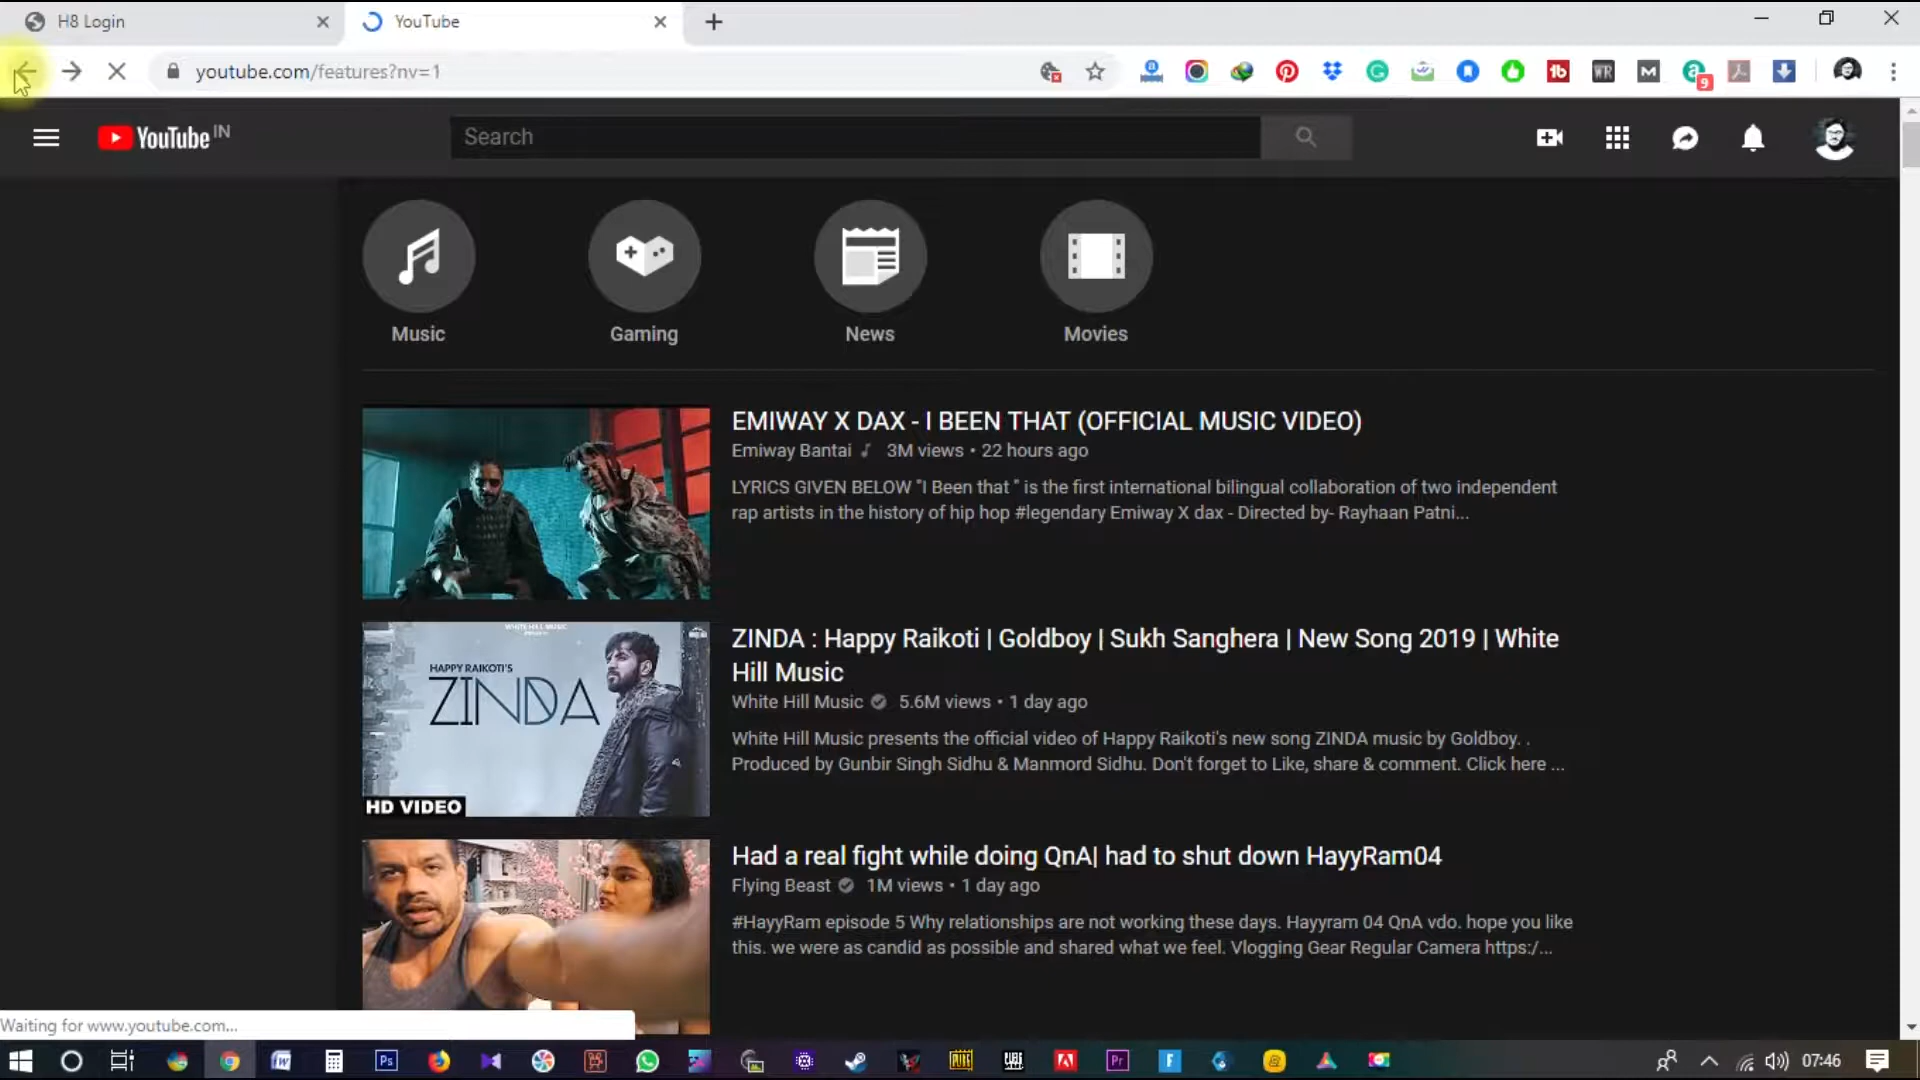 H8 Login
YouTube
youtube.com/features?nv=1
9
YouTube IN
Search
Music
Gaming
News
Movies
EMIWAY X DAX - I BEEN THAT (OFFICIAL MUSIC VIDEO)
Emiway Bantai 3M views • 22 hours ago
LYRICS GIVEN BELOW "I Been that " is the first international bilingual collaboration of two independent
rap artists in the history of hip hop #legendary Emiway X dax - Directed by- Rayhaan Patni...
WHITE HILL MUSIC
HAPPY RAIKOTI'S
ZINDA
HD VIDEO
ZINDA : Happy Raikoti | Goldboy | Sukh Sanghera | New Song 2019 | White
Hill Music
White Hill Music 5.6M views • 1 day ago
White Hill Music presents the official video of Happy Raikoti's new song ZINDA music by Goldboy. .
Produced by Gunbir Singh Sidhu & Manmord Sidhu. Don't forget to Like, share & comment. Click here ...
Had a real fight while doing QnA| had to shut down HayyRam04
Flying Beast 1M views • 1 day ago
#HayyRam episode 5 Why relationships are not working these days. Hayyram 04 QnA vdo. hope you like
this. we were as candid as possible and shared what we feel. Vlogging Gear Regular Camera https:/...
Waiting for www.youtube.com...
07:46